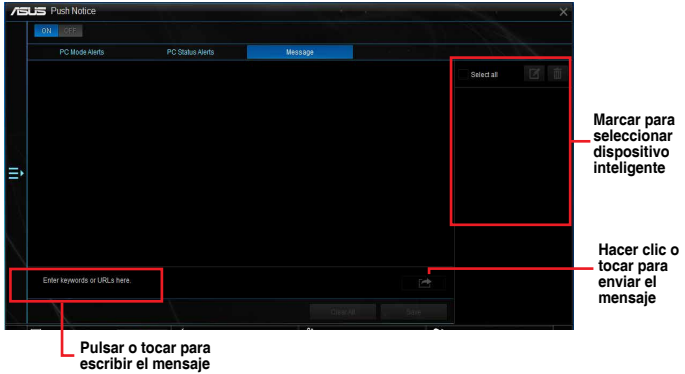 ASUS Push Notice
ON OFF
PC Mode Alerts PC Status Alerts Message
Select all
Marcar para
seleccionar
dispositivo
inteligente
Hacer clic o
tocar para
enviar el
mensaje
Enter keywords or URLs here.
Clear All Save
Pulsar o tocar para
escribir el mensaje